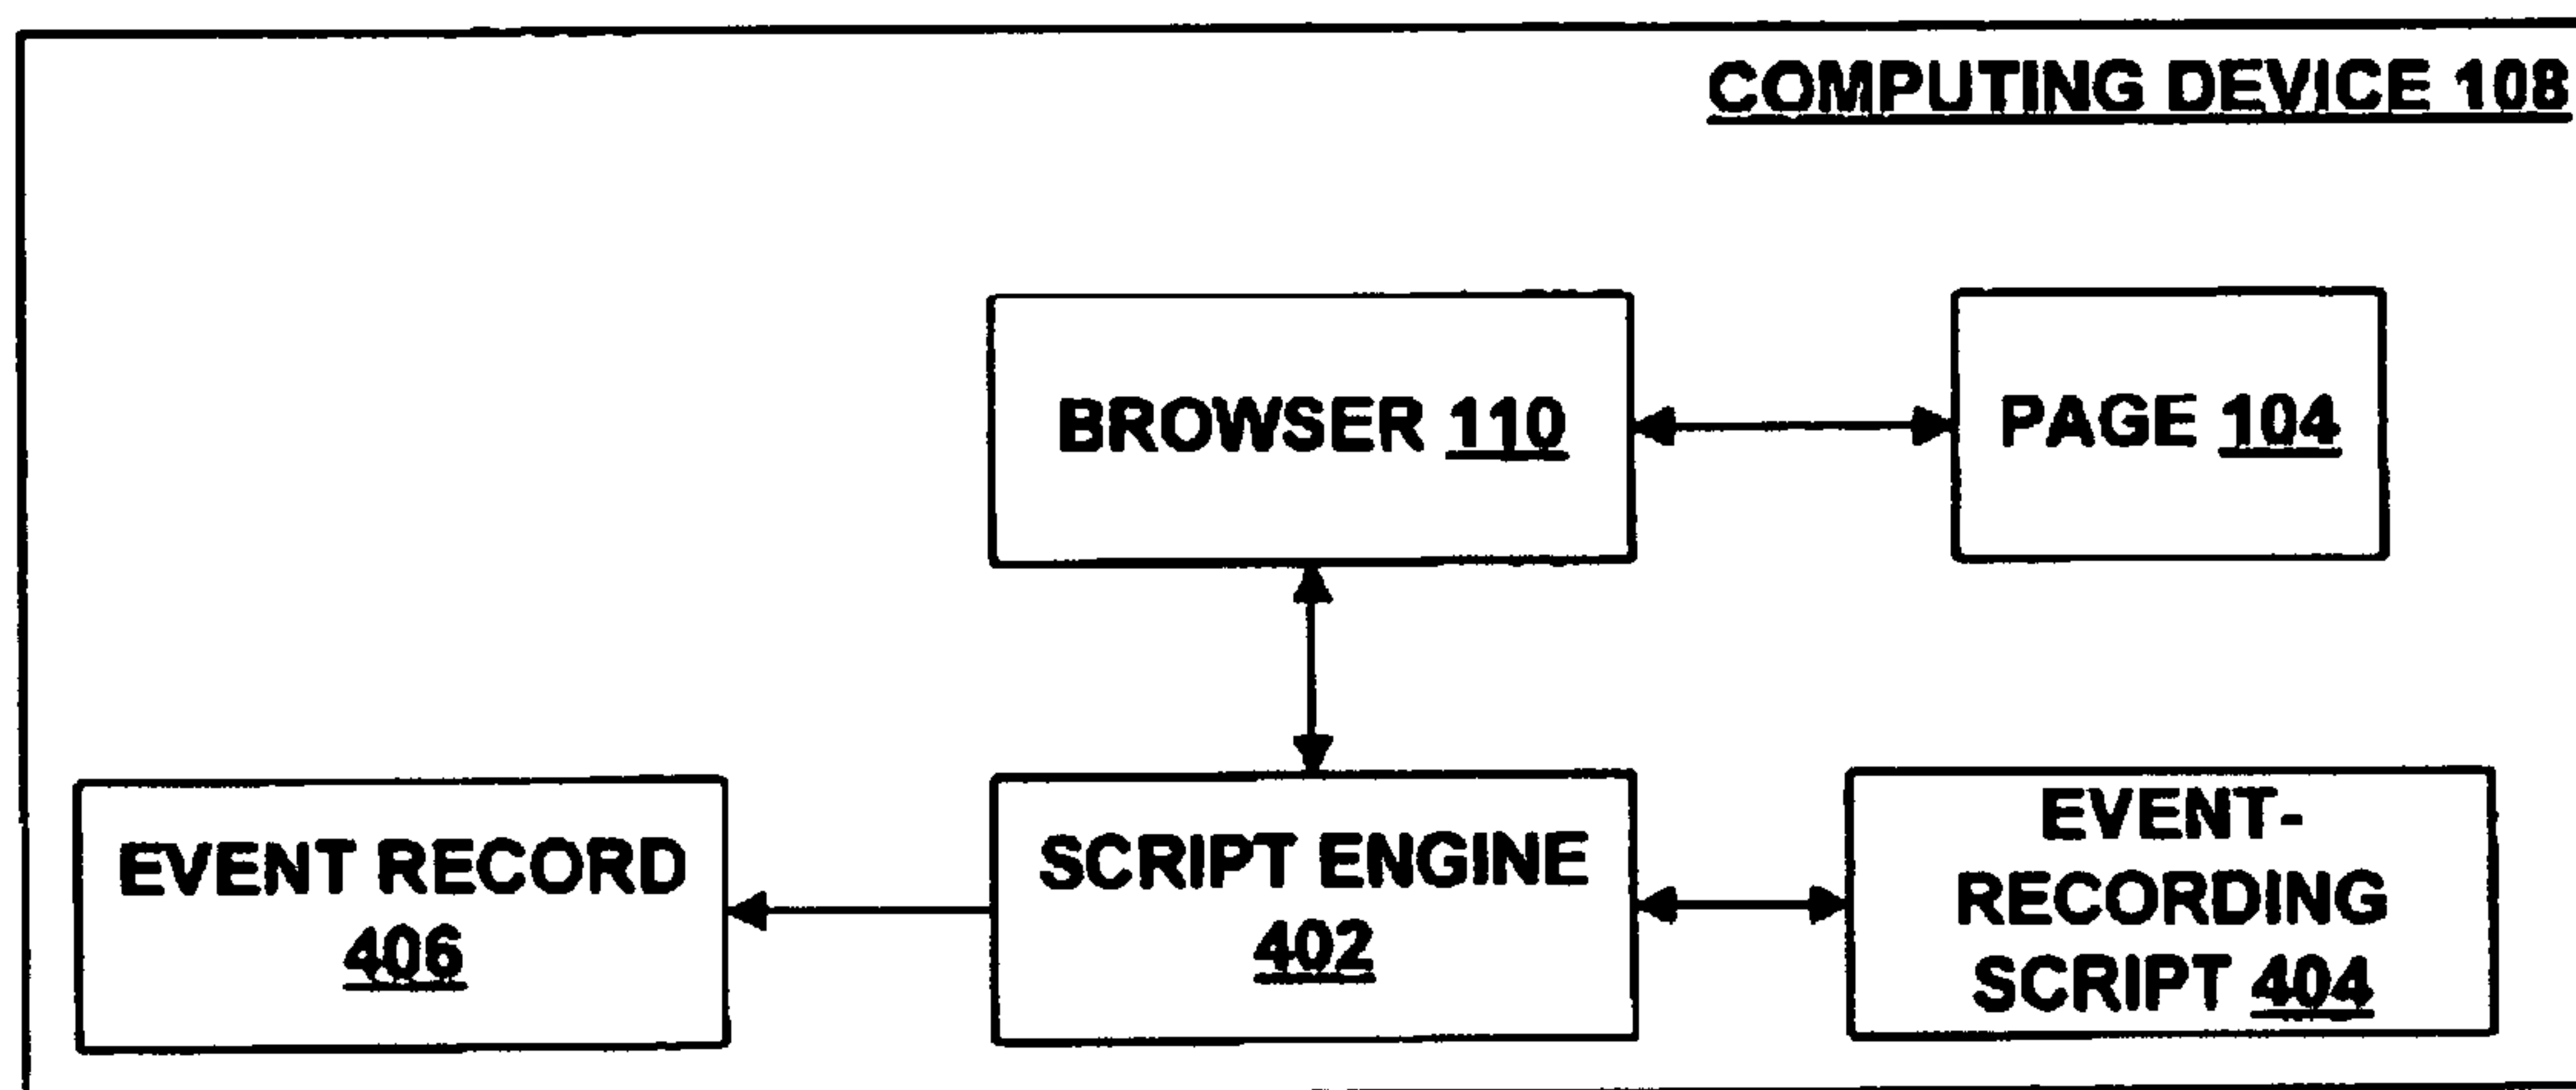 COMPUTING DEVICE 108
BROWSER 110
PAGE 104
EVENT RECORD
406
SCRIPT ENGINE
402
EVENT-
RECORDING
SCRIPT 404